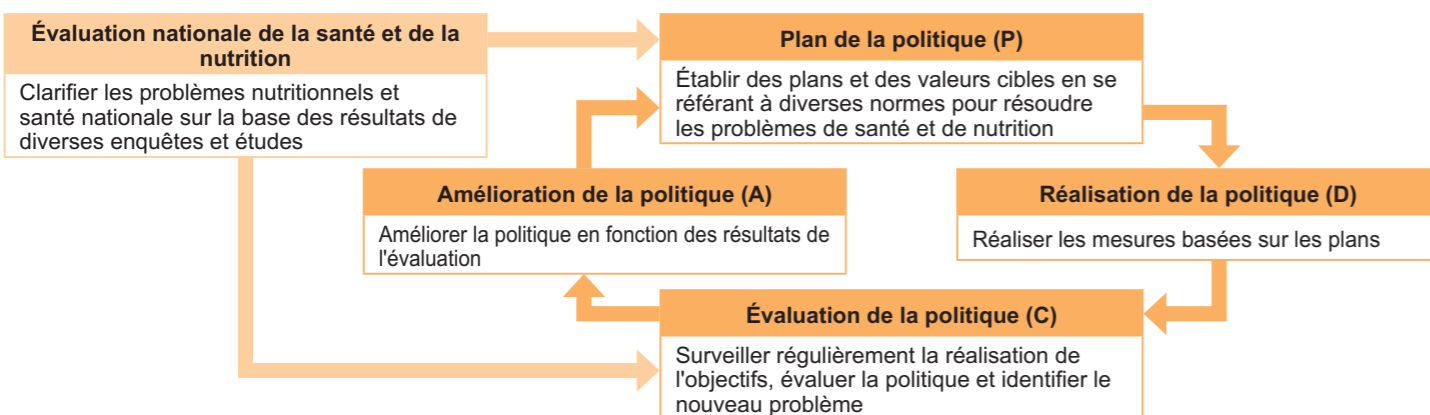 Évaluation nationale de la santé et de la
nutrition
Clarifier les problèmes nutritionnels et
santé nationale sur la base des résultats de
diverses enquêtes et études
Plan de la politique (P)
Établir des plans et des valeurs cibles en se
référant à diverses normes pour résoudre
les problèmes de santé et de nutrition
Amélioration de la politique (A)
Améliorer la politique en fonction des résultats de
l'évaluation
Réalisation de la politique (D)
Réaliser les mesures basées sur les plans
Évaluation de la politique (C)
Surveiller régulièrement la réalisation de
l'objectifs, évaluer la politique et identifier le
nouveau problème